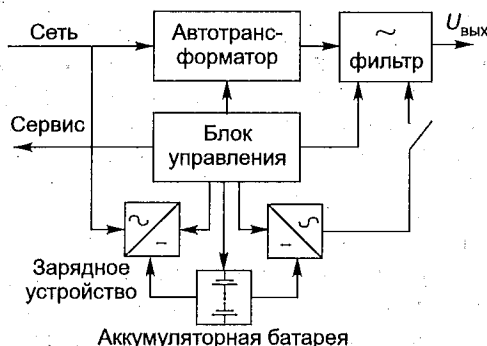 Сеть
Автотранс-
форматор
~
фильтр
Uвых
Сервис
Блок
управления
Зарядное
устройство
Аккумуляторная батарея